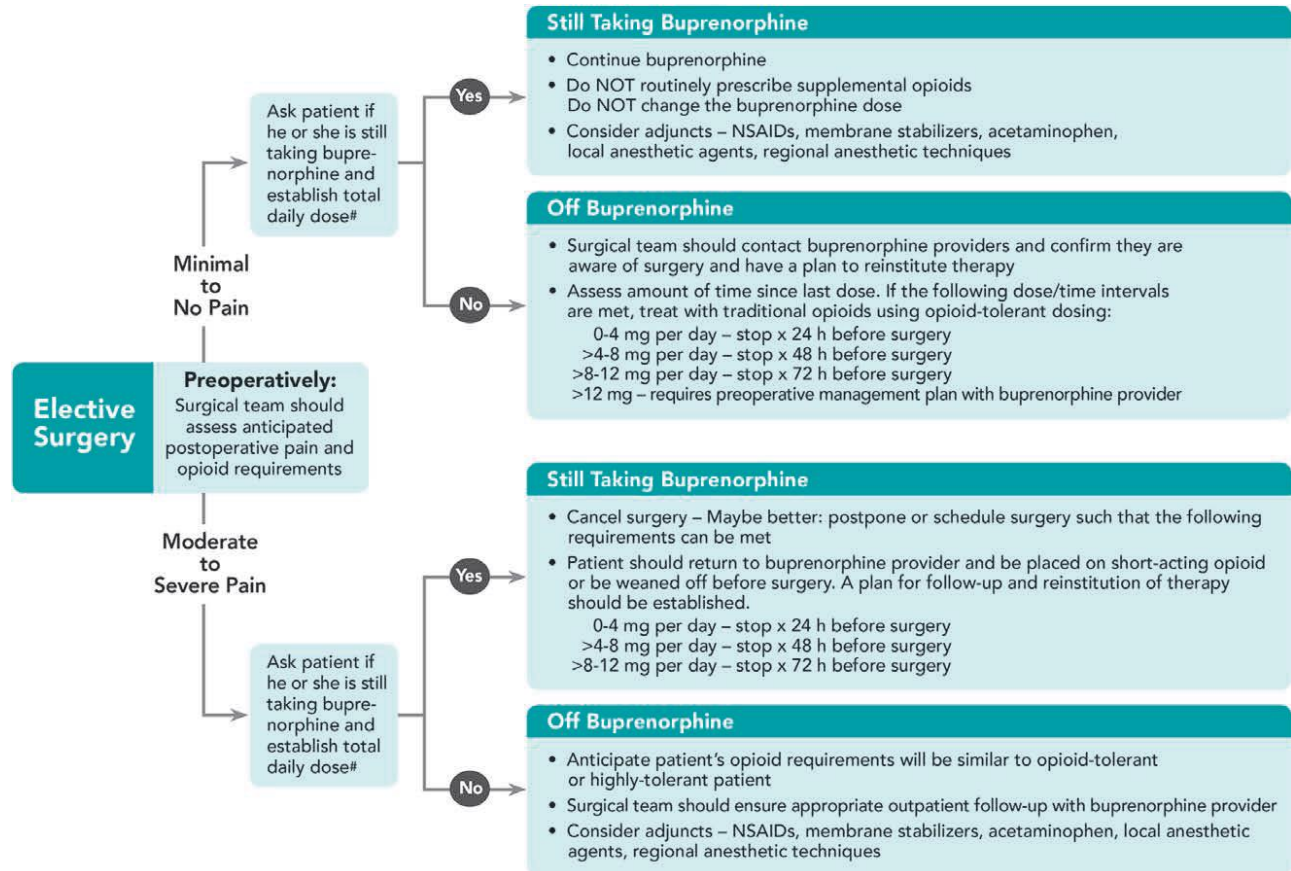 Elective
Surgery
Preoperatively:
Surgical team should
assess anticipated
postoperative pain and
opioid requirements
Minimal
to
No Pain
Ask patient if
he or she is still
taking bupre-
norphine and
establish total
daily dose#
Yes
Still Taking Buprenorphine
• Continue buprenorphine
• Do NOT routinely prescribe supplemental opioids
Do NOT change the buprenorphine dose
• Consider adjuncts – NSAIDs, membrane stabilizers, acetaminophen,
local anesthetic agents, regional anesthetic techniques
No
Off Buprenorphine
• Surgical team should contact buprenorphine providers and confirm they are
aware of surgery and have a plan to reinstitute therapy
• Assess amount of time since last dose. If the following dose/time intervals
are met, treat with traditional opioids using opioid-tolerant dosing:
0-4 mg per day – stop x 24 h before surgery
>4-8 mg per day – stop x 48 h before surgery
>8-12 mg per day – stop x 72 h before surgery
>12 mg – requires preoperative management plan with buprenorphine provider
Moderate
to
Severe Pain
Ask patient if
he or she is still
taking bupre-
norphine and
establish total
daily dose#
Yes
Still Taking Buprenorphine
• Cancel surgery – Maybe better: postpone or schedule surgery such that the following
requirements can be met
• Patient should return to buprenorphine provider and be placed on short-acting opioid
or be weaned off before surgery. A plan for follow-up and reinstitution of therapy
should be established.
0-4 mg per day – stop x 24 h before surgery
>4-8 mg per day – stop x 48 h before surgery
>8-12 mg per day – stop x 72 h before surgery
No
Off Buprenorphine
• Anticipate patient's opioid requirements will be similar to opioid-tolerant
or highly-tolerant patient
• Surgical team should ensure appropriate outpatient follow-up with buprenorphine provider
• Consider adjuncts – NSAIDs, membrane stabilizers, acetaminophen, local anesthetic
agents, regional anesthetic techniques